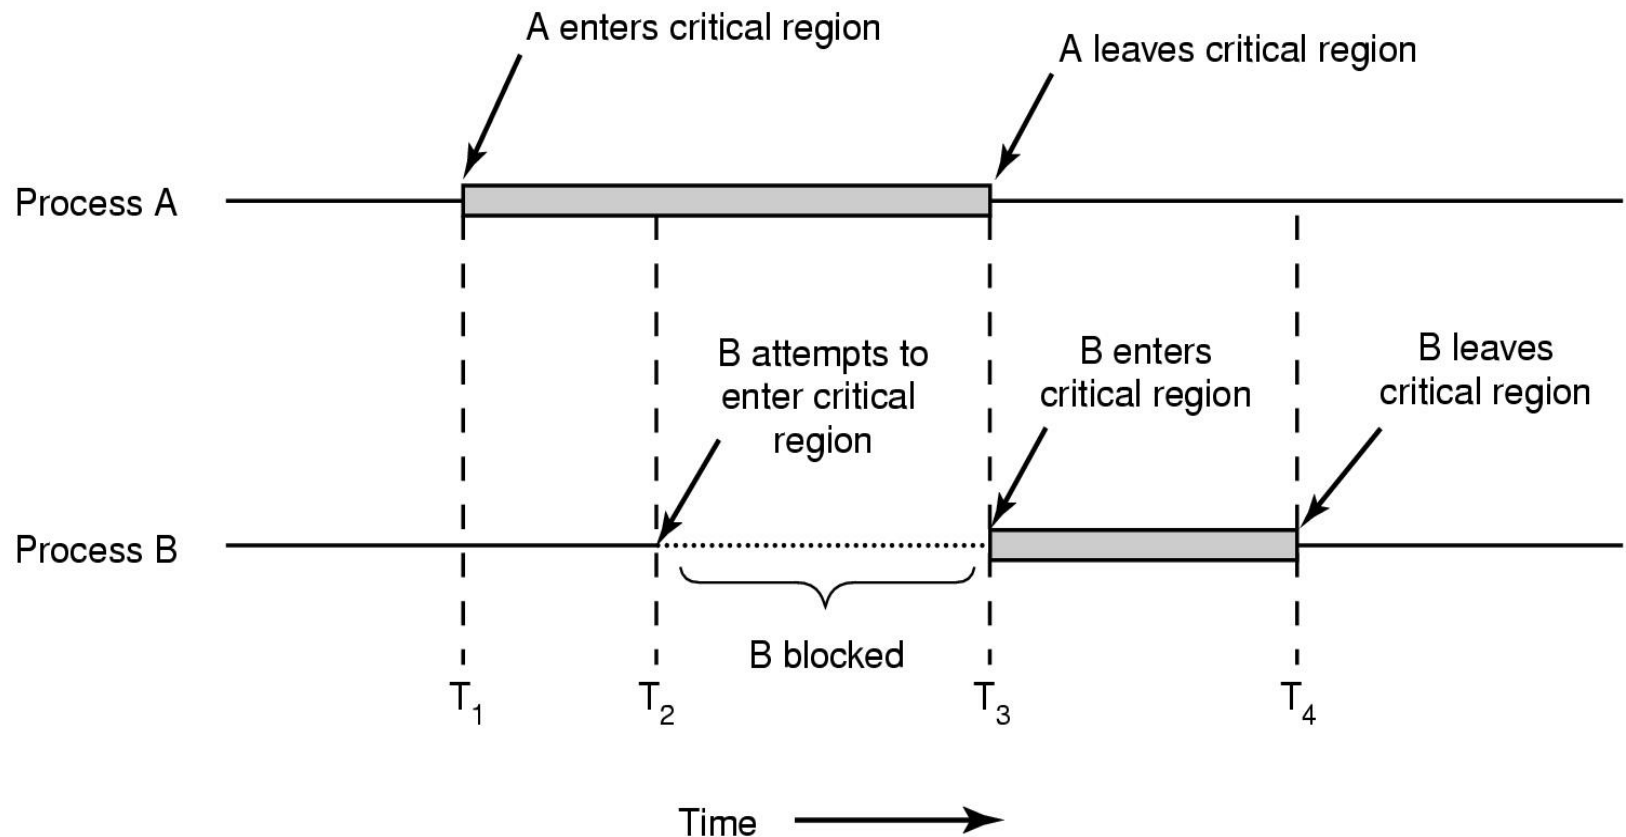 A enters critical region
A leaves critical region
Process A
B attempts to
enter critical
region
B enters
critical region
B leaves
critical region
Process B
B blocked
T1
T2
T3
T4
Time